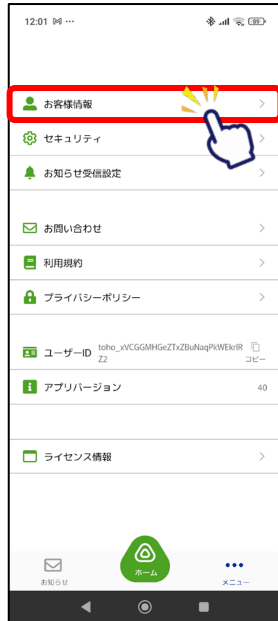 12:01
89
お客様情報
セキュリティ
お知らせ受信設定
お問い合わせ
利用規約
プライバシーポリシー
ユーザーID toho_xVCGGMHGeZTxZBuNaqPkWEkrIR
Z2 コピー
アプリバージョン 40
ライセンス情報
お知らせ ホーム メニュー